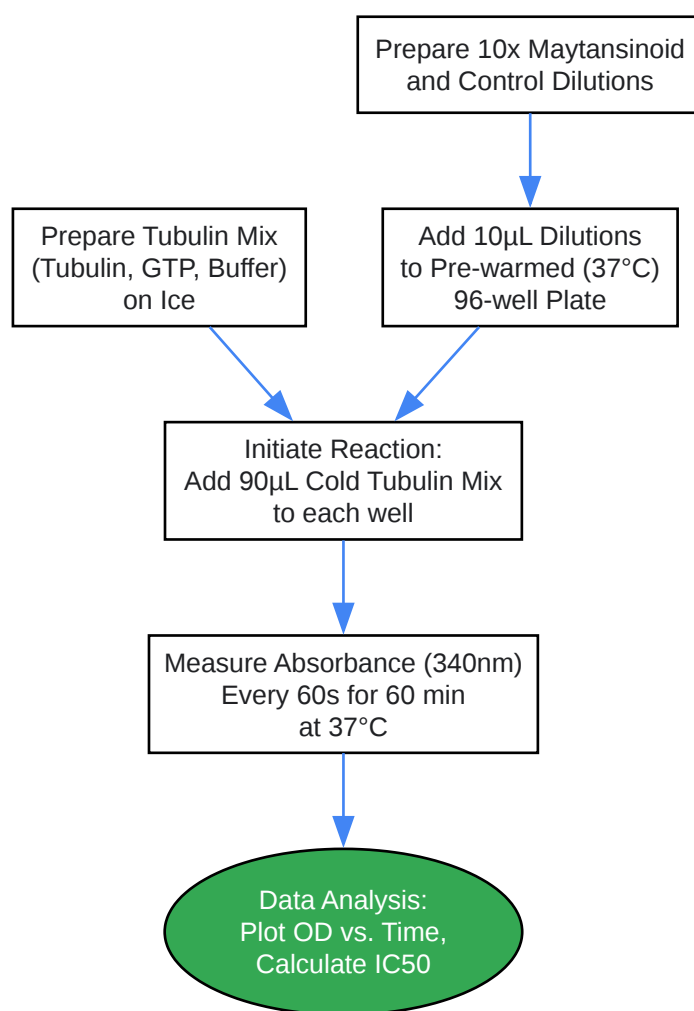 Prepare 10x Maytansinoid
and Control Dilutions
Prepare Tubulin Mix
(Tubulin, GTP, Buffer)
on Ice
Add 10µL Dilutions
to Pre-warmed (37°C)
96-well Plate
Initiate Reaction:
Add 90µL Cold Tubulin Mix
to each well
Measure Absorbance (340nm)
Every 60s for 60 min
at 37°C
Data Analysis:
Plot OD vs. Time,
Calculate IC50